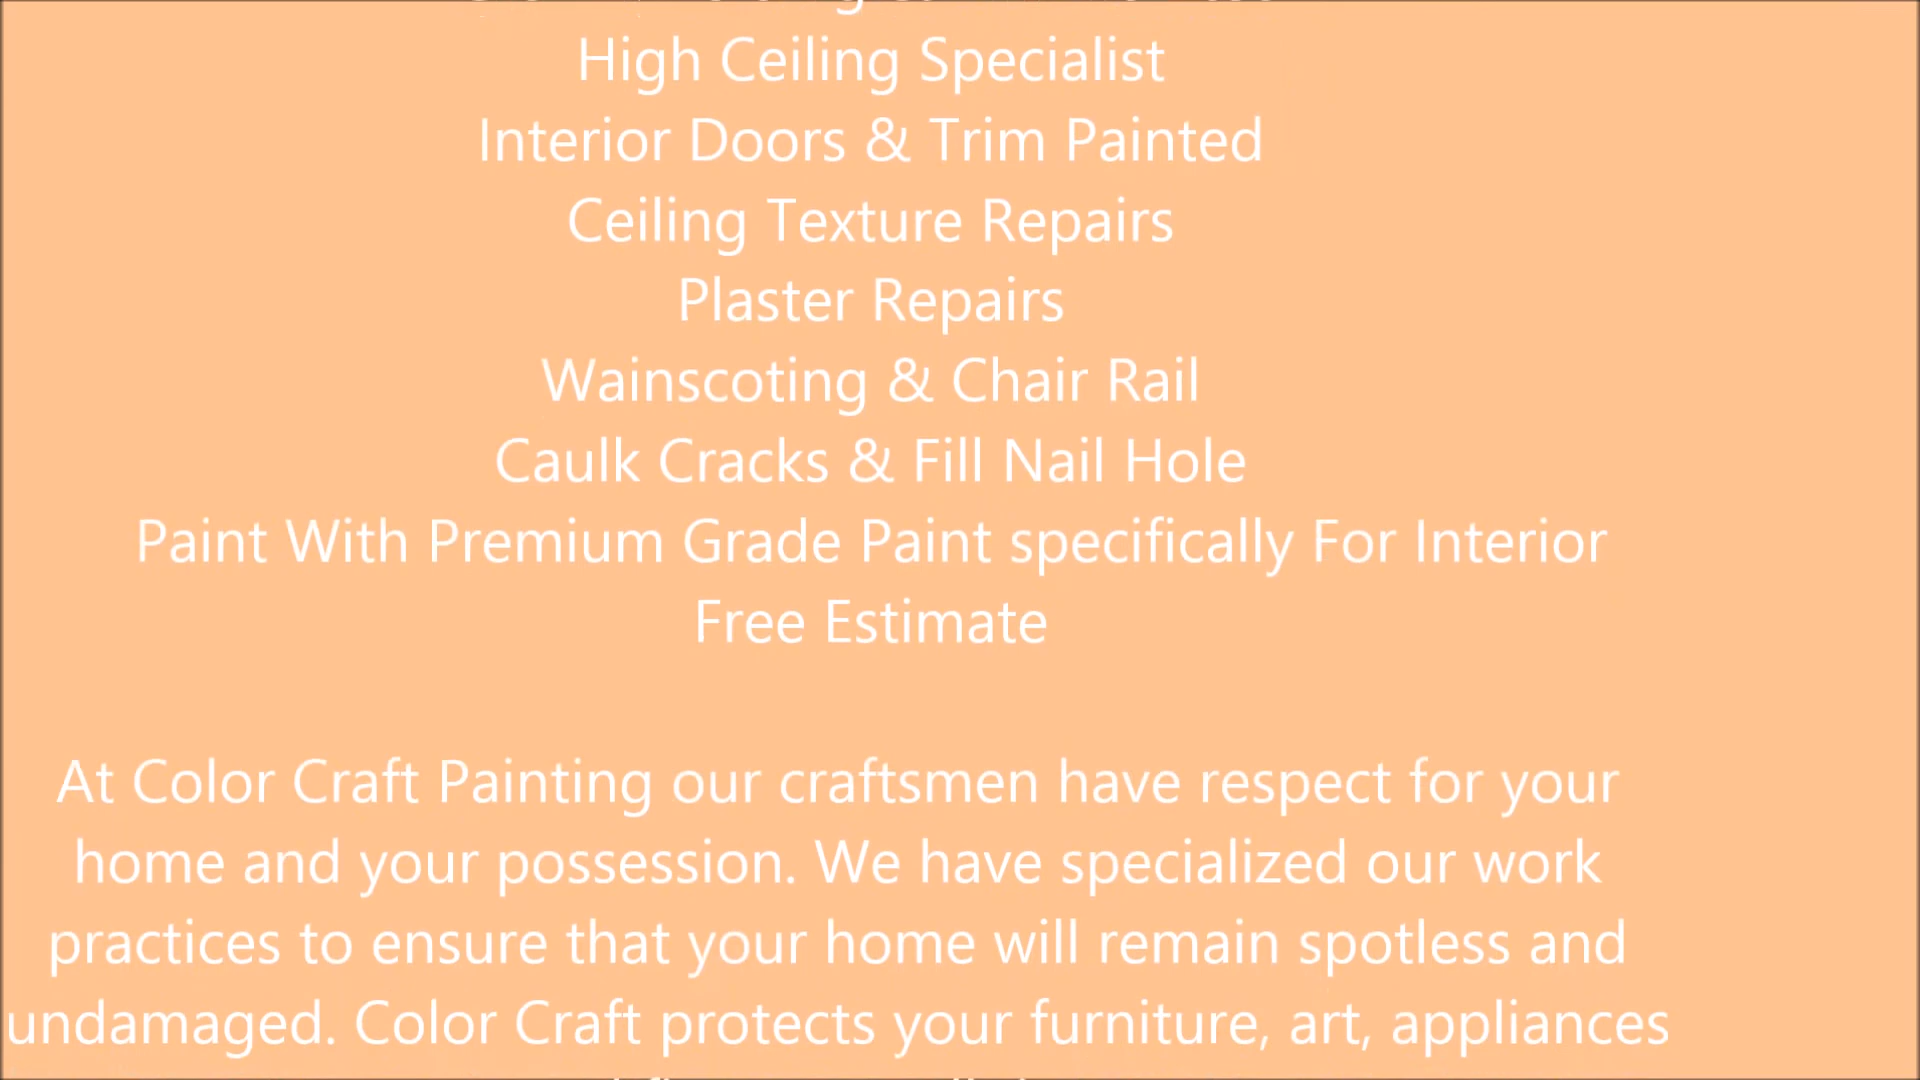 High Ceiling Specialist
Interior Doors & Trim Painted
Ceiling Texture Repairs
Plaster Repairs
Wainscoting & Chair Rail
Caulk Cracks & Fill Nail Hole
Paint With Premium Grade Paint specifically For Interior
Free Estimate
At Color Craft Painting our craftsmen have respect for your
home and your possession. We have specialized our work
practices to ensure that your home will remain spotless and
undamaged. Color Craft protects your furniture, art, appliances